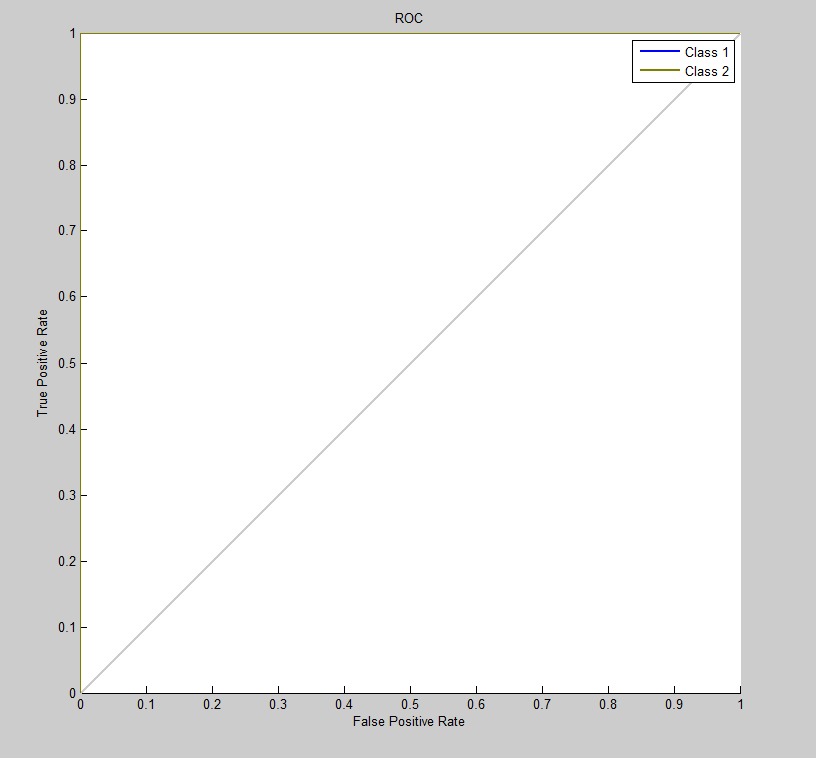 ROC
Class 1
Class 2
1
0.9
0.8
0.7
0.6
0.5
0.4
0.3
0.2
0.1
0
True Positive Rate
0 0.1 0.2 0.3 0.4 0.5 0.6 0.7 0.8 0.9 1
False Positive Rate